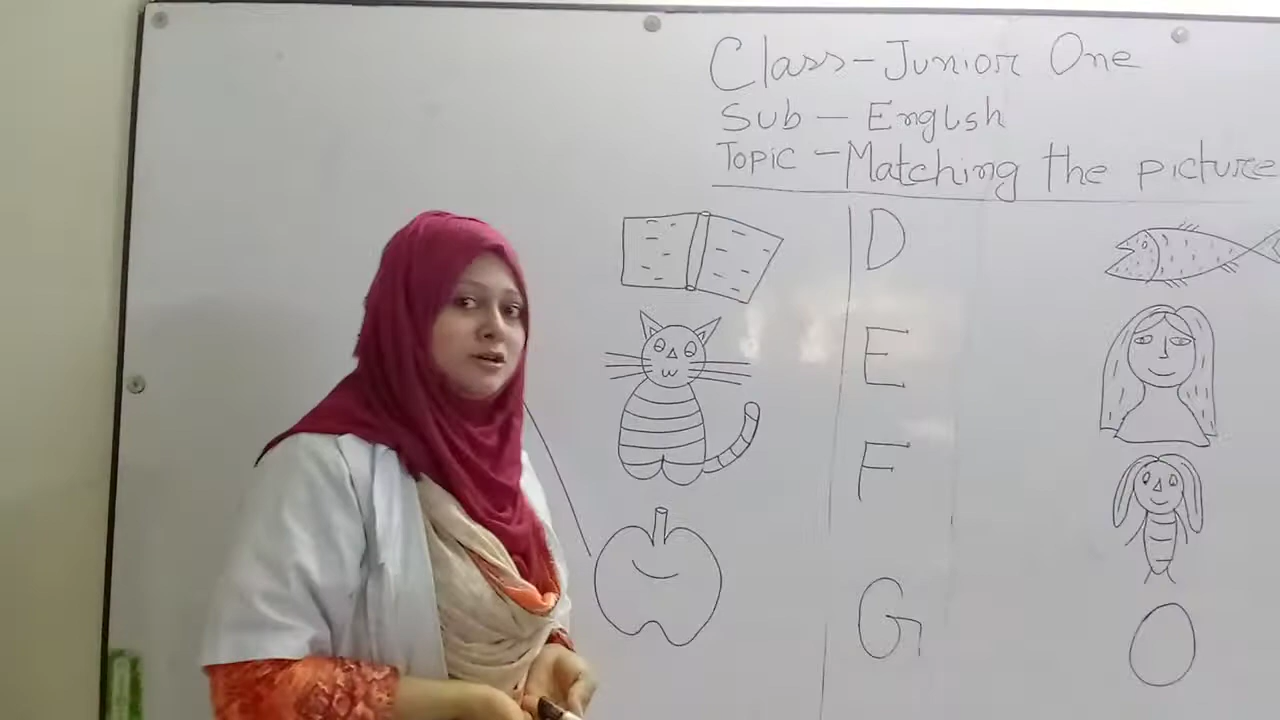 Class-Junior One
Sub - English
Topic - Matching the picture
D
E
F
G